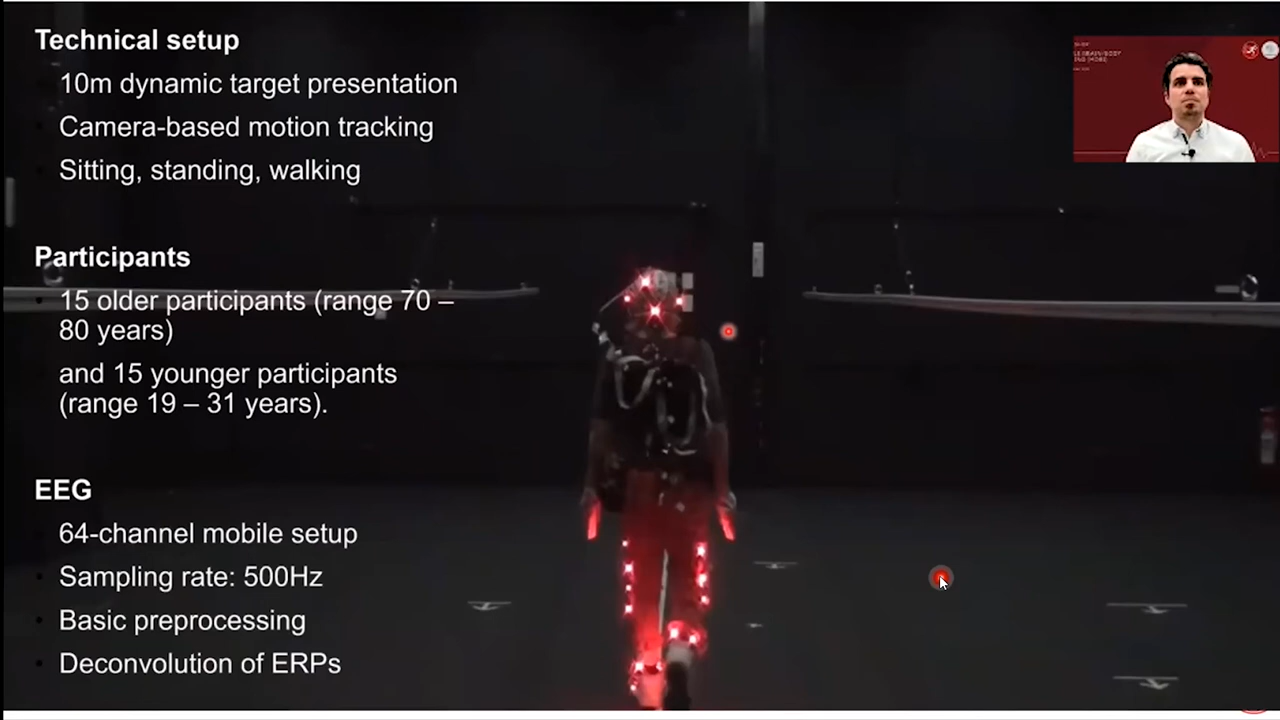 Technical setup
10m dynamic target presentation
Camera-based motion tracking
Sitting, standing, walking
Participants
15 older participants (range 70 –
80 years)
and 15 younger participants
(range 19 – 31 years).
EEG
64-channel mobile setup
Sampling rate: 500Hz
Basic preprocessing
Deconvolution of ERPs